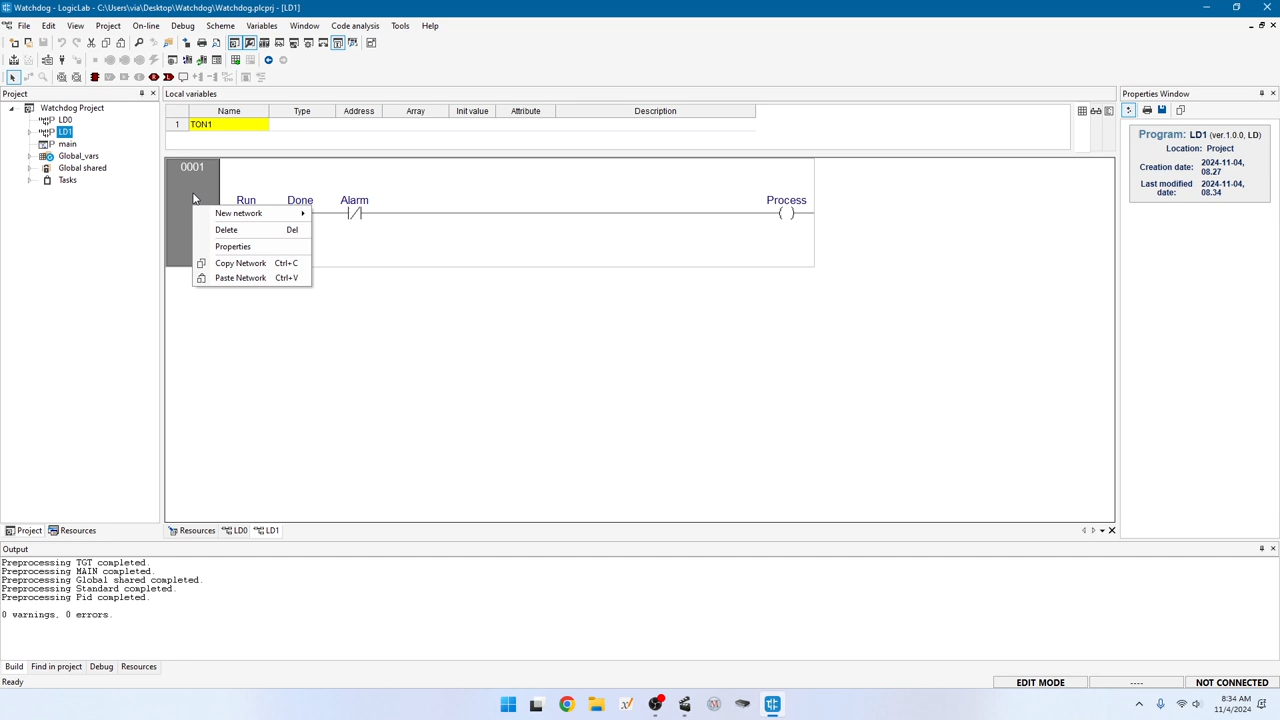 Watchdog - LogicLab - C:\Users\via\Desktop\Watchdog\Watchdog.plcprj - [LD1]
File Edit View Project On-line Debug Scheme Variables Window Code analysis Tools Help
Project
Local variables
Properties Window
Watchdog Project
LD0
LD1
main
Global_vars
Global shared
Tasks
Name Type Address Array Init value Attribute Description
1 TON1
0001
Run Done Alarm Process
New network
Delete Del
Properties
Copy Network Ctrl+C
Paste Network Ctrl+V
Program: LD1 (ver.1.0.0, LD)
Location: Project
Creation date: 2024-11-04, 08.27
Last modified date: 2024-11-04, 08.34
Project Resources
Resources LD0 LD1
Output
Preprocessing TGT completed.
Preprocessing MAIN completed.
Preprocessing Global shared completed.
Preprocessing Standard completed.
Preprocessing Pid completed.
0 warnings, 0 errors.
Build Find in project Debug Resources
Ready
EDIT MODE ---- NOT CONNECTED
8:34 AM
11/4/2024